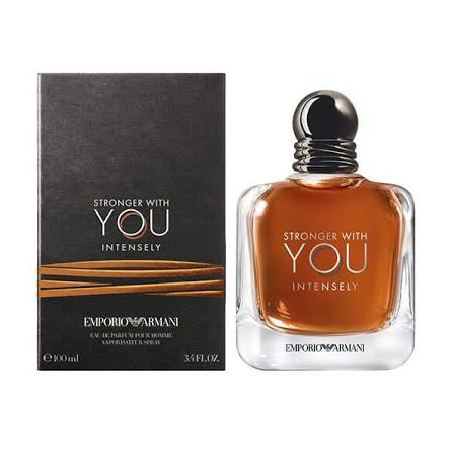 STRONGER WITH
YOU
INTENSELY
EMPORIO ARMANI
EAU DE PARFUM POUR HOMME
VAPORISATEUR SPRAY
℮ 100 ml 3.4 FL.OZ.
STRONGER WITH
YOU
INTENSELY
EMPORIO ARMANI